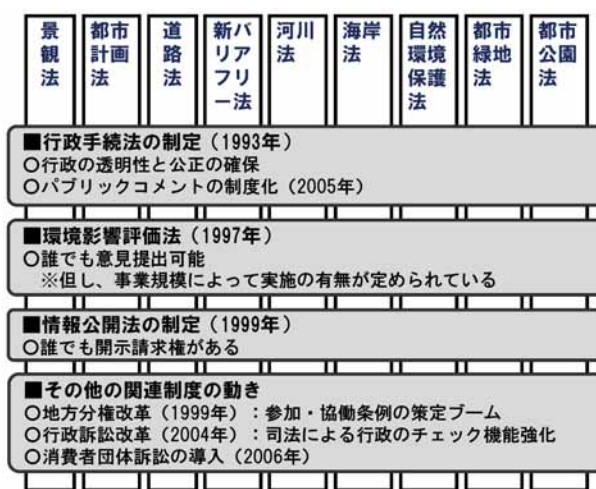 景観法
都市計画法
道路法
新バリアフリー法
河川法
海岸法
自然環境保護法
都市緑地法
都市公園法
■行政手続法の制定（1993年）
○行政の透明性と公正の確保
○パブリックコメントの制度化（2005年）
■環境影響評価法（1997年）
○誰でも意見提出可能
※但し、事業規模によって実施の有無が定められている
■情報公開法の制定（1999年）
○誰でも開示請求権がある
■その他の関連制度の動き
○地方分権改革（1999年）：参加・協働条例の策定ブーム
○行政訴訟改革（2004年）：司法による行政のチェック機能強化
○消費者団体訴訟の導入（2006年）